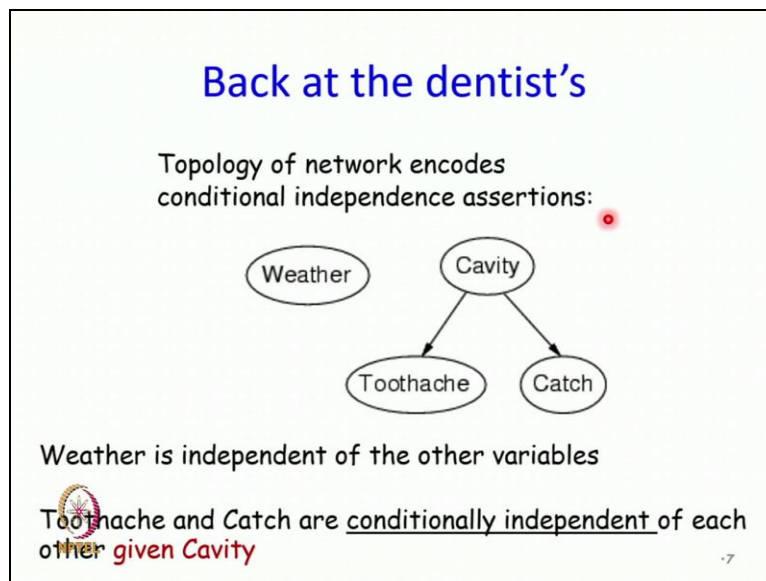 Back at the dentist's
Topology of network encodes
conditional independence assertions:
Weather
Cavity
Toothache
Catch
Weather is independent of the other variables
Toothache and Catch are conditionally independent of each
other given Cavity
NPTEL
·7